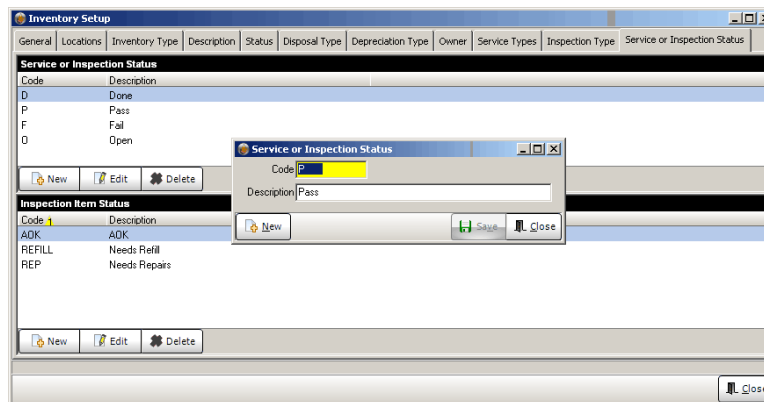 Inventory Setup
General Locations Inventory Type Description Status Disposal Type Depreciation Type Owner Service Types Inspection Type Service or Inspection Status
Service or Inspection Status
Code Description
D Done
P Pass
F Fail
O Open
New Edit Delete
Service or Inspection Status
Code P
Description Pass
New Save Close
Inspection Item Status
Code 1 Description
AOK AOK
REFILL Needs Refill
REP Needs Repairs
New Edit Delete
Close